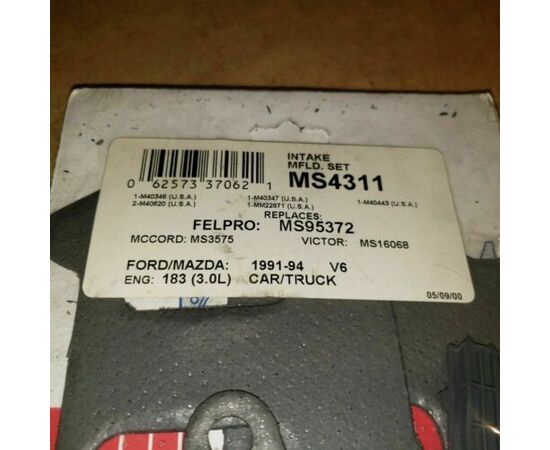 INTAKE
MFLD. SET
MS4311
0 62573 37062 1
1-M40346 (U.S.A.) 1-M40347 (U.S.A.) 1-M40443 (U.S.A.)
2-M40620 (U.S.A.) 1-MM22871 (U.S.A.)
REPLACES:
FELPRO: MS95372
MCCORD: MS3575 VICTOR: MS16068
FORD/MAZDA: 1991-94 V6
ENG: 183 (3.0L) CAR/TRUCK
05/09/00